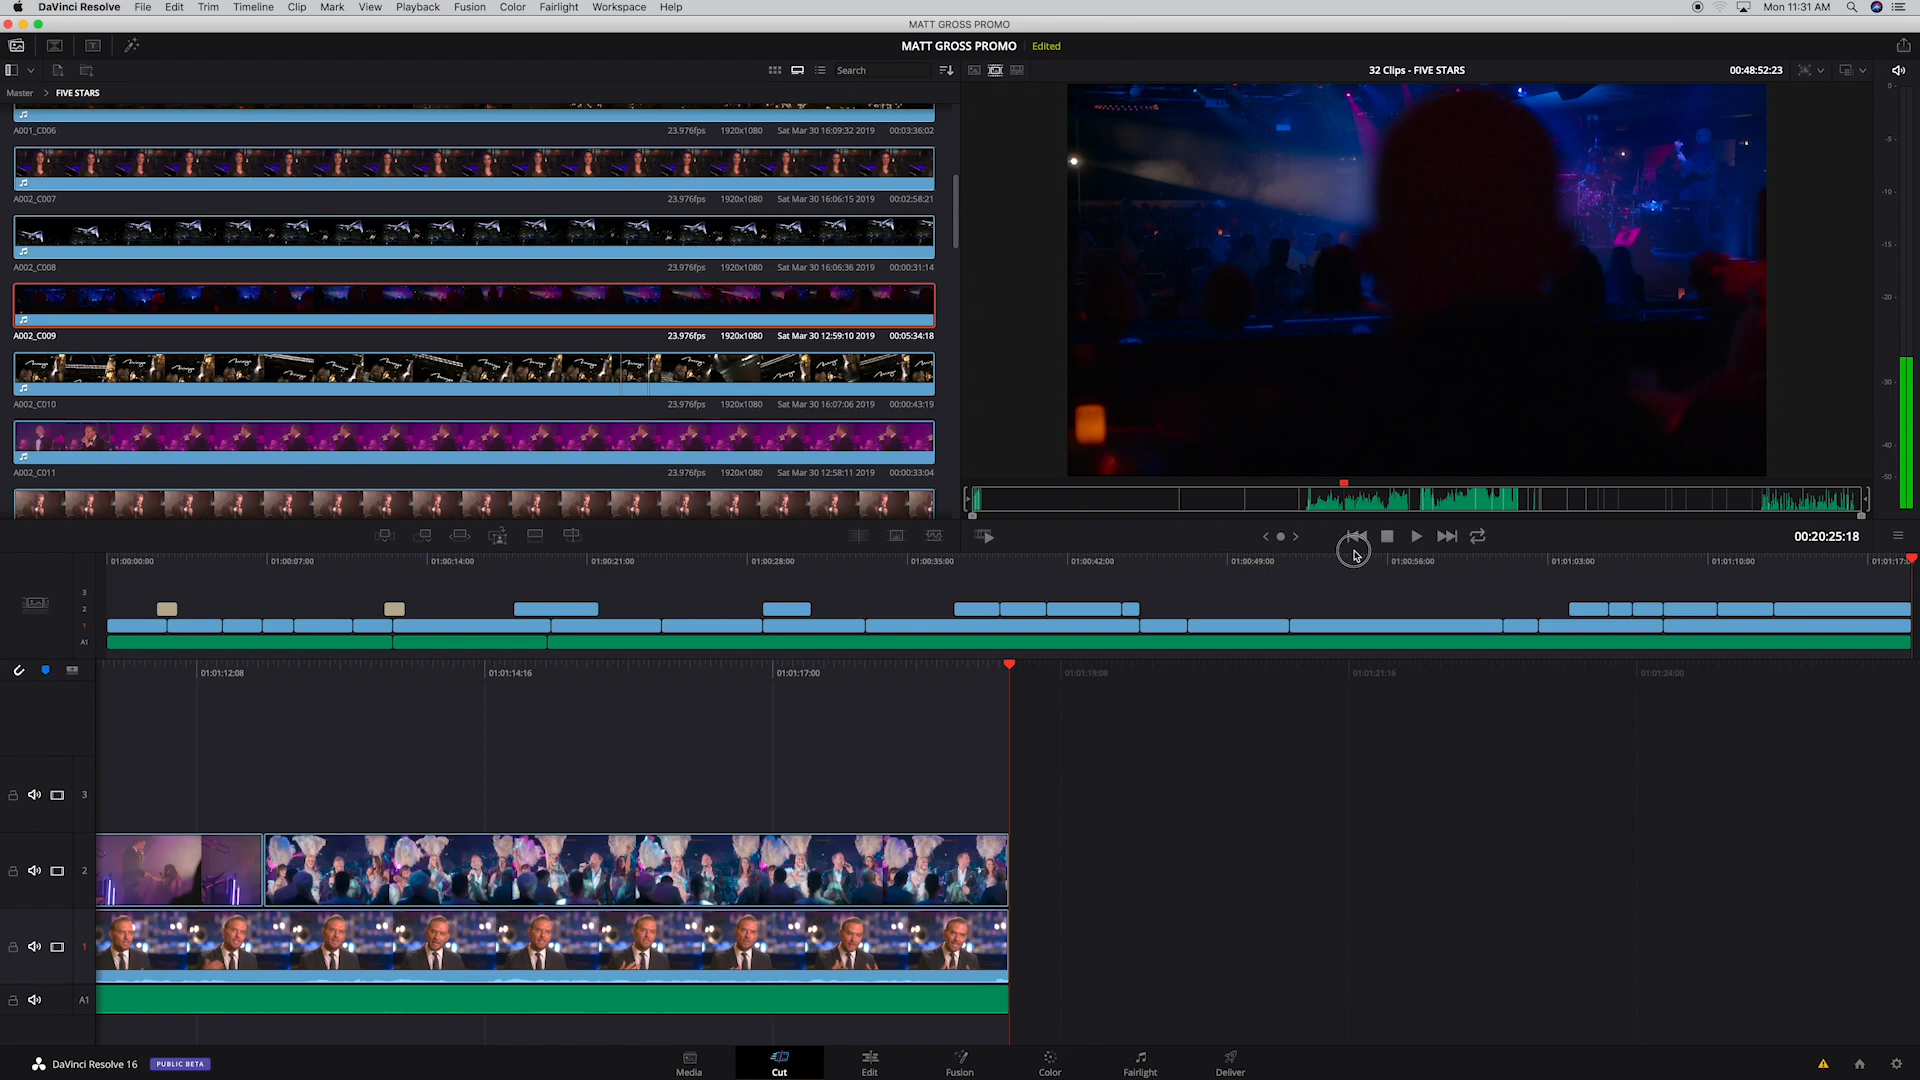 DaVinci Resolve File Edit Trim Timeline Clip Mark View Playback Fusion Color Fairlight Workspace Help Mon 11:31 AM
MATT GROSS PROMO
MATT GROSS PROMO Edited
Search 32 Clips - FIVE STARS 00:48:52:23
Master > FIVE STARS
A001_C006 23.976fps 1920x1080 Sat Mar 30 16:09:32 2019 00:03:36:02
A002_C007 23.976fps 1920x1080 Sat Mar 30 16:06:15 2019 00:02:58:21
A002_C008 23.976fps 1920x1080 Sat Mar 30 16:06:36 2019 00:00:31:14
A002_C009 23.976fps 1920x1080 Sat Mar 30 12:59:10 2019 00:05:34:18
A002_C010 23.976fps 1920x1080 Sat Mar 30 16:07:06 2019 00:00:43:19
A002_C011 23.976fps 1920x1080 Sat Mar 30 12:58:11 2019 00:00:33:04
0
-5
-10
-15
-20
-30
-40
-50
00:20:25:18
01:00:00:00 01:00:07:00 01:00:14:00 01:00:21:00 01:00:28:00 01:00:35:00 01:00:42:00 01:00:49:00 01:00:56:00 01:01:03:00 01:01:10:00 01:01:17:
3
2
1
A1
01:01:12:08 01:01:14:16 01:01:17:00 01:01:19:08 01:01:21:16 01:01:24:00
3
2
1
A1
DaVinci Resolve 16 PUBLIC BETA
Media Cut Edit Fusion Color Fairlight Deliver